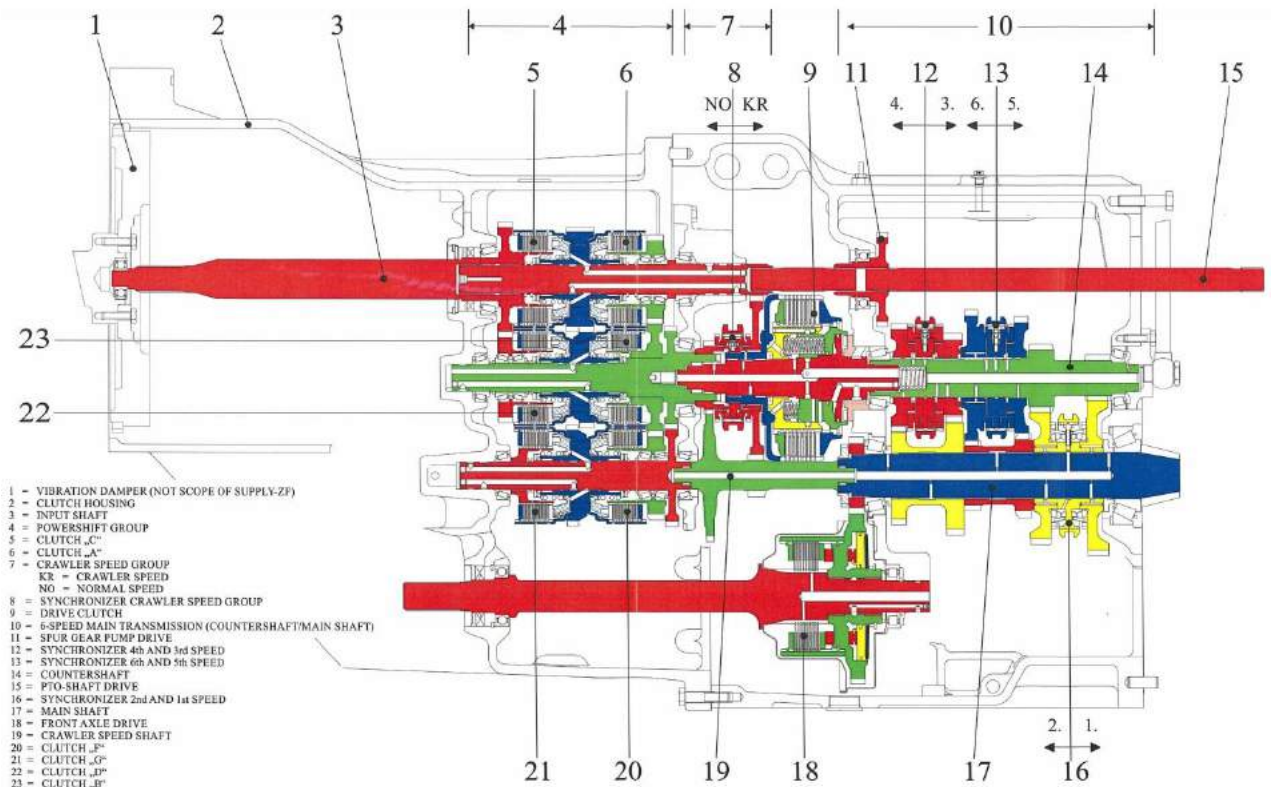 4 7 10
1 2 3 5 6 8 9 11 12 13 14 15
NO KR
4. 3. 6. 5.
23
22
1 = VIBRATION DAMPER (NOT SCOPE OF SUPPLY-ZF)
2 = CLUTCH HOUSING
3 = INPUT SHAFT
4 = POWERSHIFT GROUP
5 = CLUTCH „C“
6 = CLUTCH „A“
7 = CRAWLER SPEED GROUP
KR = CRAWLER SPEED
NO = NORMAL SPEED
8 = SYNCHRONIZER CRAWLER SPEED GROUP
9 = DRIVE CLUTCH
10 = 6-SPEED MAIN TRANSMISSION (COUNTERSHAFT/MAIN SHAFT)
11 = SPUR GEAR PUMP DRIVE
12 = SYNCHRONIZER 4th AND 3rd SPEED
13 = SYNCHRONIZER 6th AND 5th SPEED
14 = COUNTERSHAFT
15 = PTO-SHAFT DRIVE
16 = SYNCHRONIZER 2nd AND 1st SPEED
17 = MAIN SHAFT
18 = FRONT AXLE DRIVE
19 = CRAWLER SPEED SHAFT
20 = CLUTCH „F“
21 = CLUTCH „G“
22 = CLUTCH „D“
23 = CLUTCH „B“
2. 1.
21 20 19 18 17 16